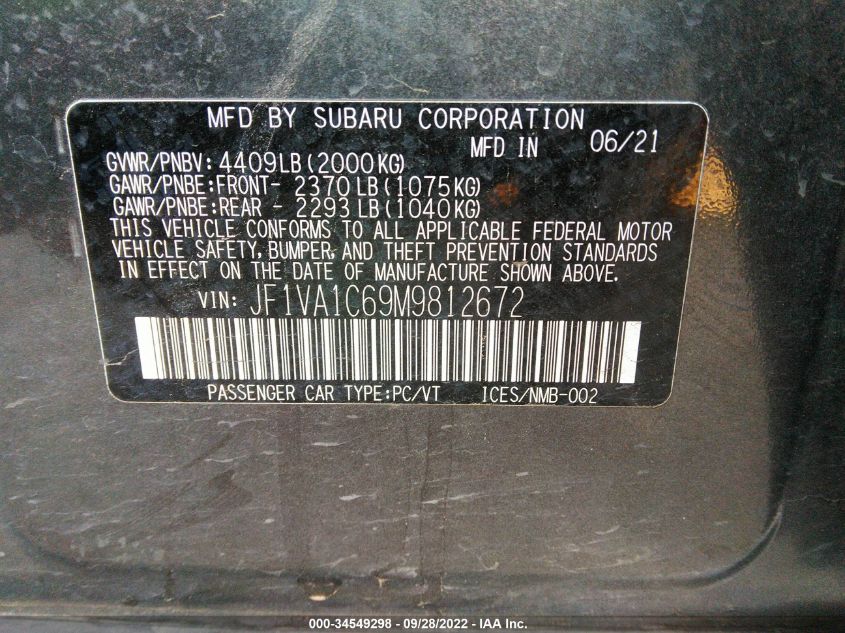 MFD BY SUBARU CORPORATION
MFD IN 06/21
GVWR/PNBV: 4409LB(2000KG)
GAWR/PNBE:FRONT- 2370LB(1075KG)
GAWR/PNBE:REAR - 2293LB(1040KG)
THIS VEHICLE CONFORMS TO ALL APPLICABLE FEDERAL MOTOR
VEHICLE SAFETY, BUMPER, AND THEFT PREVENTION STANDARDS
IN EFFECT ON THE DATE OF MANUFACTURE SHOWN ABOVE.
VIN: JF1VA1C69M9812672
PASSENGER CAR TYPE:PC/VT ICES/NMB-002
000-34549298 - 09/28/2022 - IAA Inc.